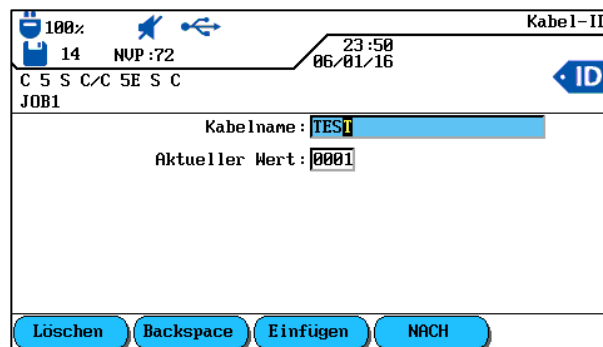 100% Kabel-ID
14 NVP:72 23:50
06/01/16
C 5 S C/C 5E S C
JOB1
ID
Kabelname: TEST
Aktueller Wert: 0001
Löschen Backspace Einfügen NACH